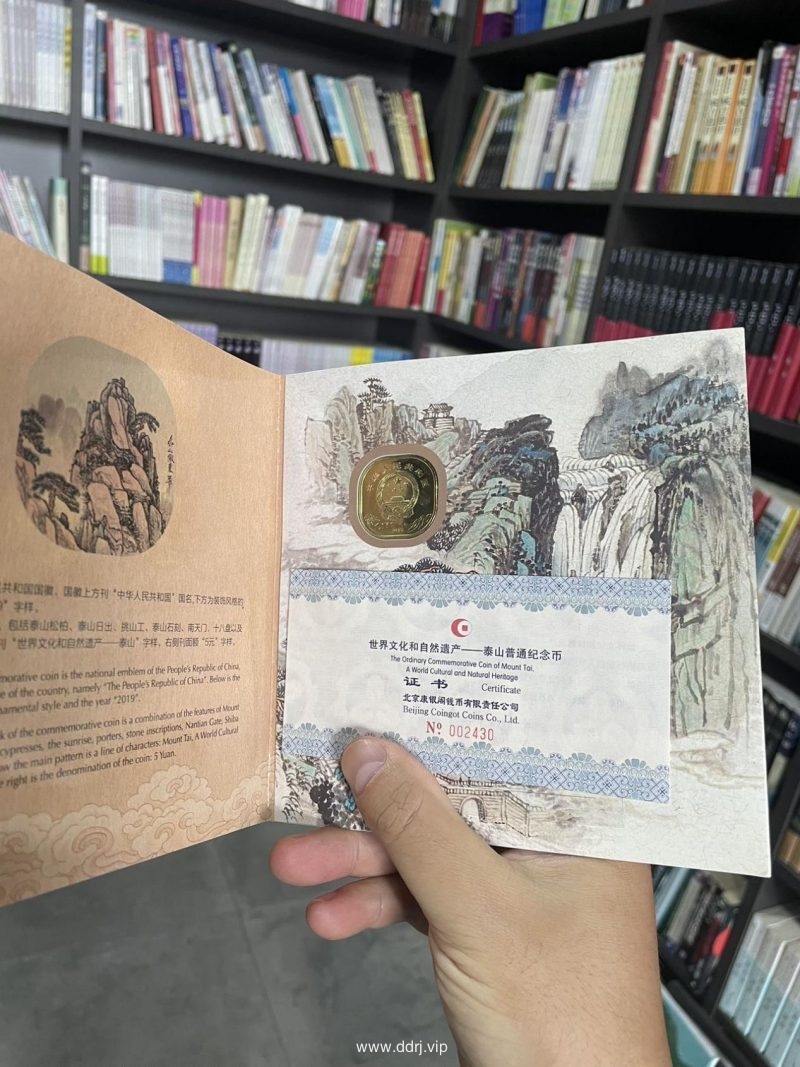 共和国国徽, 国徽上方刊 "中华人民共和国" 国名,下方为装饰风格的
字样。
包括泰山松柏、泰山日出、挑山工、泰山石刻、南天门、十八盘以及
"世界文化和自然遗产——泰山" 字样, 右侧刊面额 "5元" 字样。
morative coin is the national emblem of the People's Republic of China,
e of the country, namely "The People's Republic of China". Below is the
namental style and the year "2019".
k of the commemorative coin is a combination of the features of Mount
cypresses, the sunrise, porters, stone inscriptions, Nantian Gate, Shiba
ow the main pattern is a line of characters: Mount Tai, A World Cultural
e right is the denomination of the coin: 5 Yuan.
中华人民共和国
世界文化和自然遗产——泰山普通纪念币
The Ordinary Commemorative Coin of Mount Tai,
A World Cultural and Natural Heritage
证书 Certificate
北京康银阁钱币有限责任公司
Beijing Coingot Coins Co., Ltd.
№ 002430
www.ddrj.vip